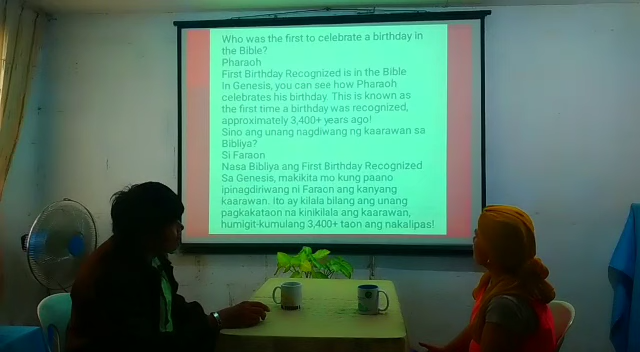 Who was the first to celebrate a birthday in
the Bible?
Pharaoh
First Birthday Recognized is in the Bible
In Genesis, you can see how Pharaoh
celebrates his birthday. This is known as
the first time a birthday was recognized,
approximately 3,400+ years ago!
Sino ang unang nagdiwang ng kaarawan sa
Bibliya?
Si Faraon
Nasa Bibliya ang First Birthday Recognized
Sa Genesis, makikita mo kung paano
ipinagdiriwang ni Faraon ang kanyang
kaarawan. Ito ay kilala bilang ang unang
pagkakataon na kinikilala ang kaarawan,
humigit-kumulang 3,400+ taon ang nakalipas!